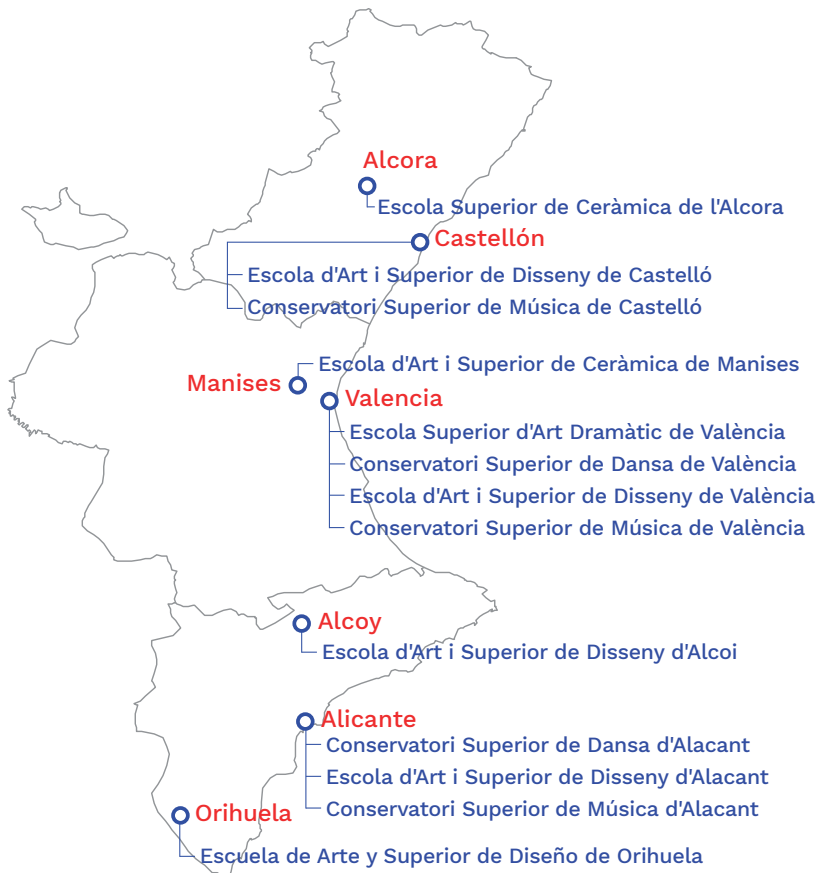 Alcora
Escola Superior de Ceràmica de l'Alcora
Castellón
Escola d'Art i Superior de Disseny de Castelló
Conservatori Superior de Música de Castelló
Escola d'Art i Superior de Ceràmica de Manises
Manises
Valencia
Escola Superior d'Art Dramàtic de València
Conservatori Superior de Dansa de València
Escola d'Art i Superior de Disseny de València
Conservatori Superior de Música de València
Alcoy
Escola d'Art i Superior de Disseny d'Alcoi
Alicante
Conservatori Superior de Dansa d'Alacant
Escola d'Art i Superior de Disseny d'Alacant
Conservatori Superior de Música d'Alacant
Orihuela
Escuela de Arte y Superior de Diseño de Orihuela